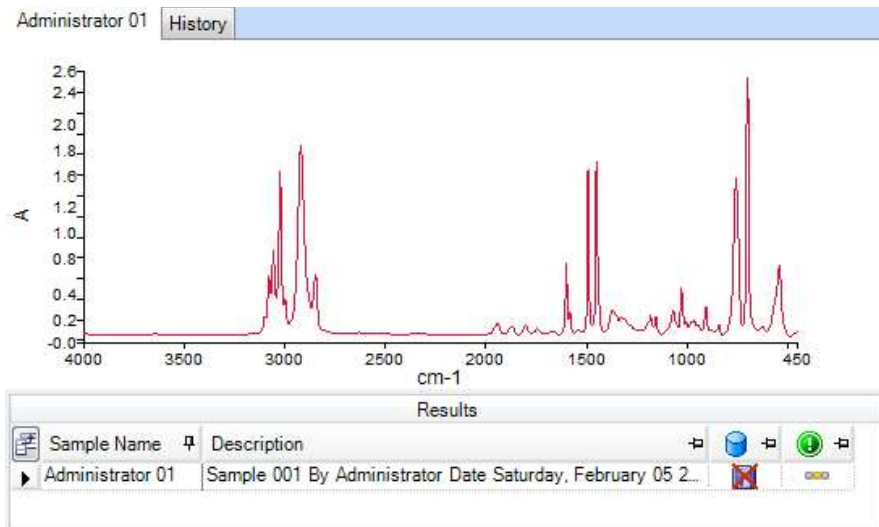 Administrator 01 History
2.6
2.4
2.0
1.8
1.6
1.2
1.0
0.8
0.4
0.2
-0.0
A
4000 3500 3000 2500 2000 1500 1000 450
cm-1
Results
Sample Name Description
Administrator 01 Sample 001 By Administrator Date Saturday, February 05 2...